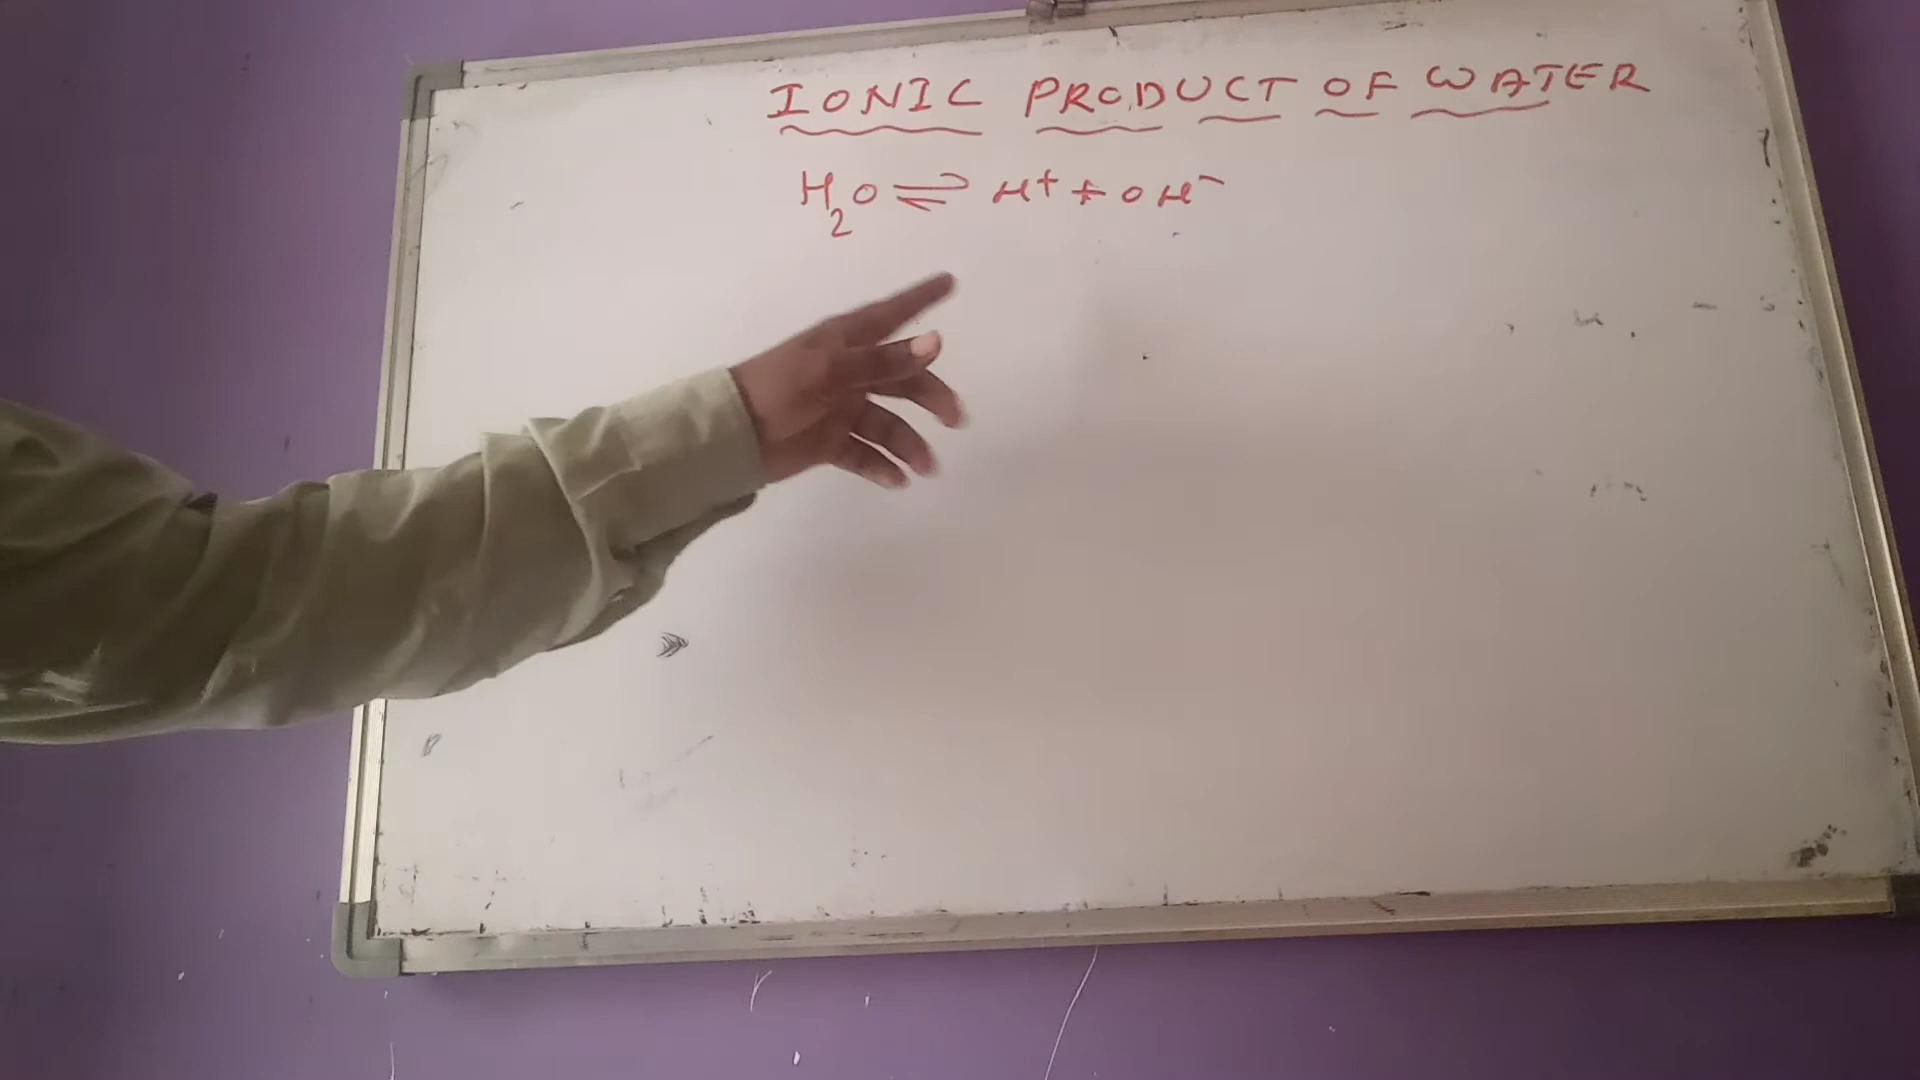 IONIC PRODUCT OF WATER
H₂O ⇌ H⁺ + OH⁻